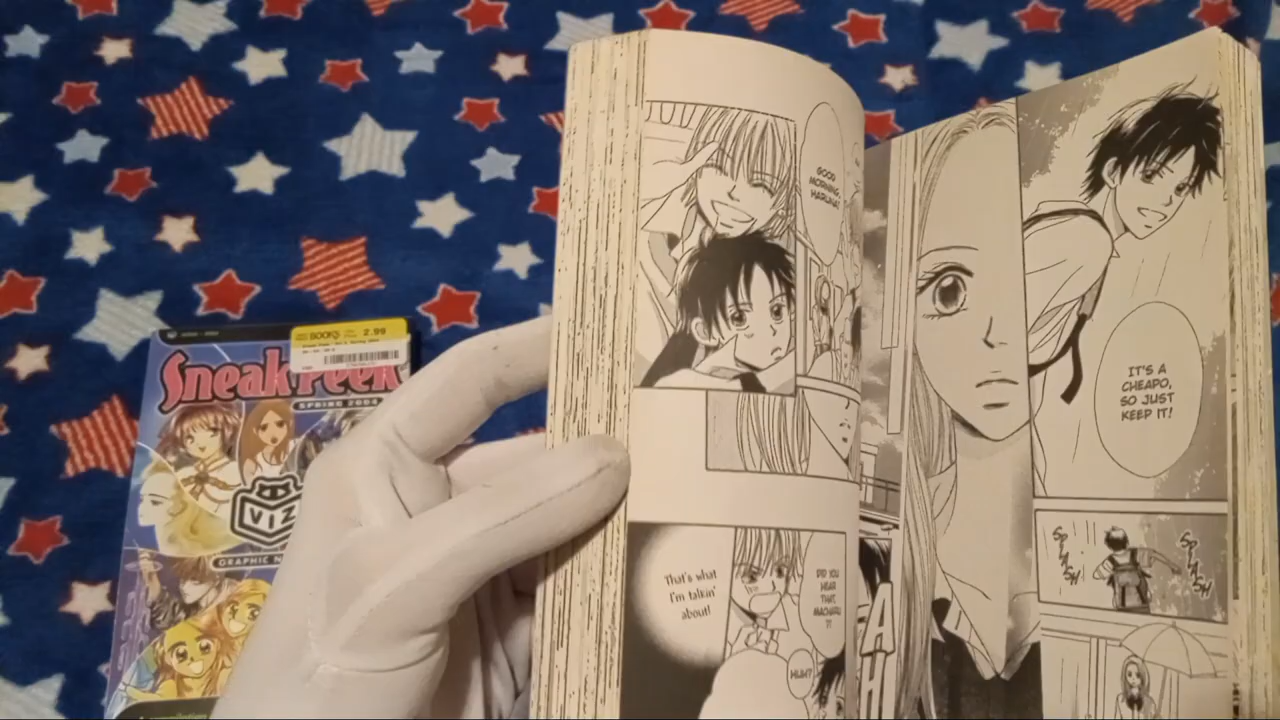 BOOKS
2.99
Sneak Peek
SPRING 2004
VIZ
GRAPHIC N
GOOD
MORNING,
HARUNA!
That's what
I'm talkin'
about!
DID YOU
HEAR
THAT,
MACHARU
?!
HUH?
AH
IT'S A
CHEAPO,
SO JUST
KEEP IT!
SPLASH
SPLASH